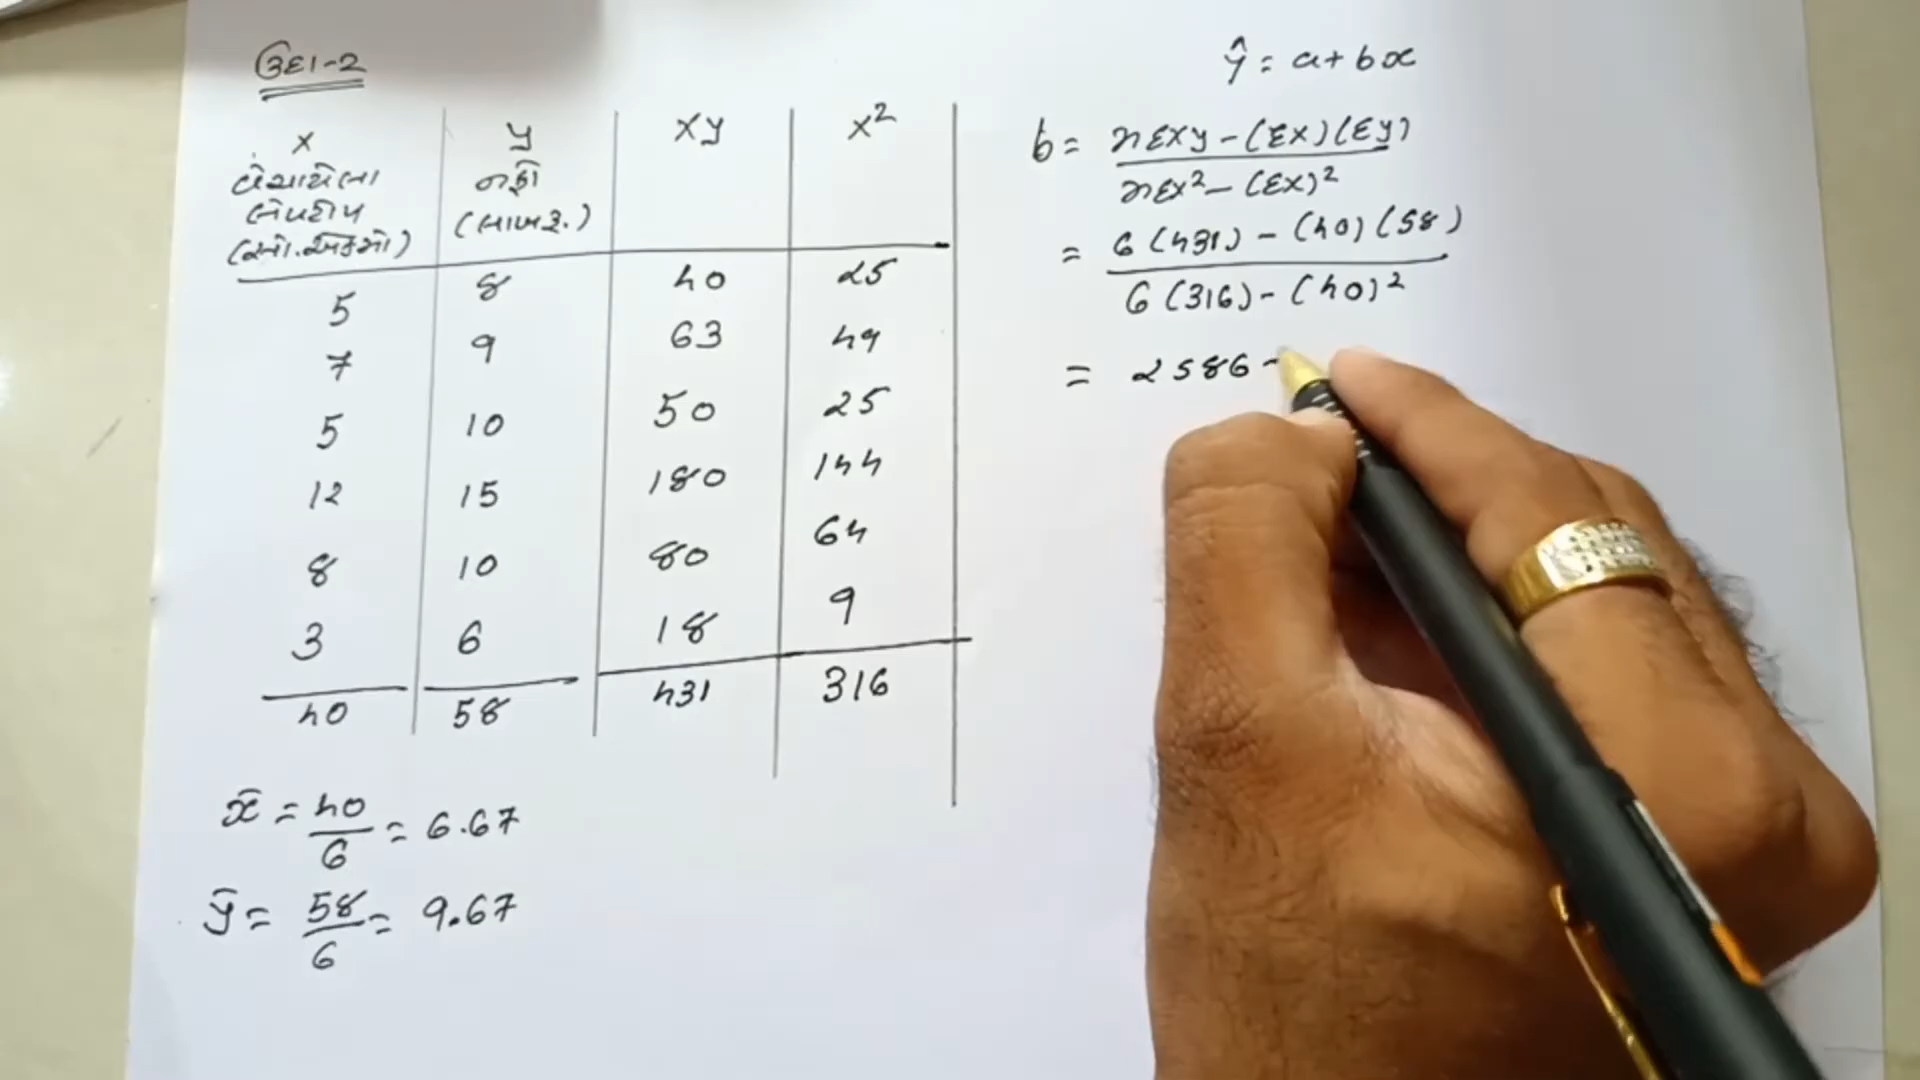 ઉદા-2
x y xy x²
વેચાયેલા નફો
લેપટોપ (લાખ રૂ.)
(સો. એકમો)
5 8 40 25
7 9 63 49
5 10 50 25
12 15 180 144
8 10 80 64
3 6 18 9
40 58 431 316
x̄ = 40/6 = 6.67
ȳ = 58/6 = 9.67
ŷ = a + bx
b = nΣxy - (Σx)(Σy)
nΣx² - (Σx)²
= 6(431) - (40)(58)
6(316) - (40)²
= 2586 -